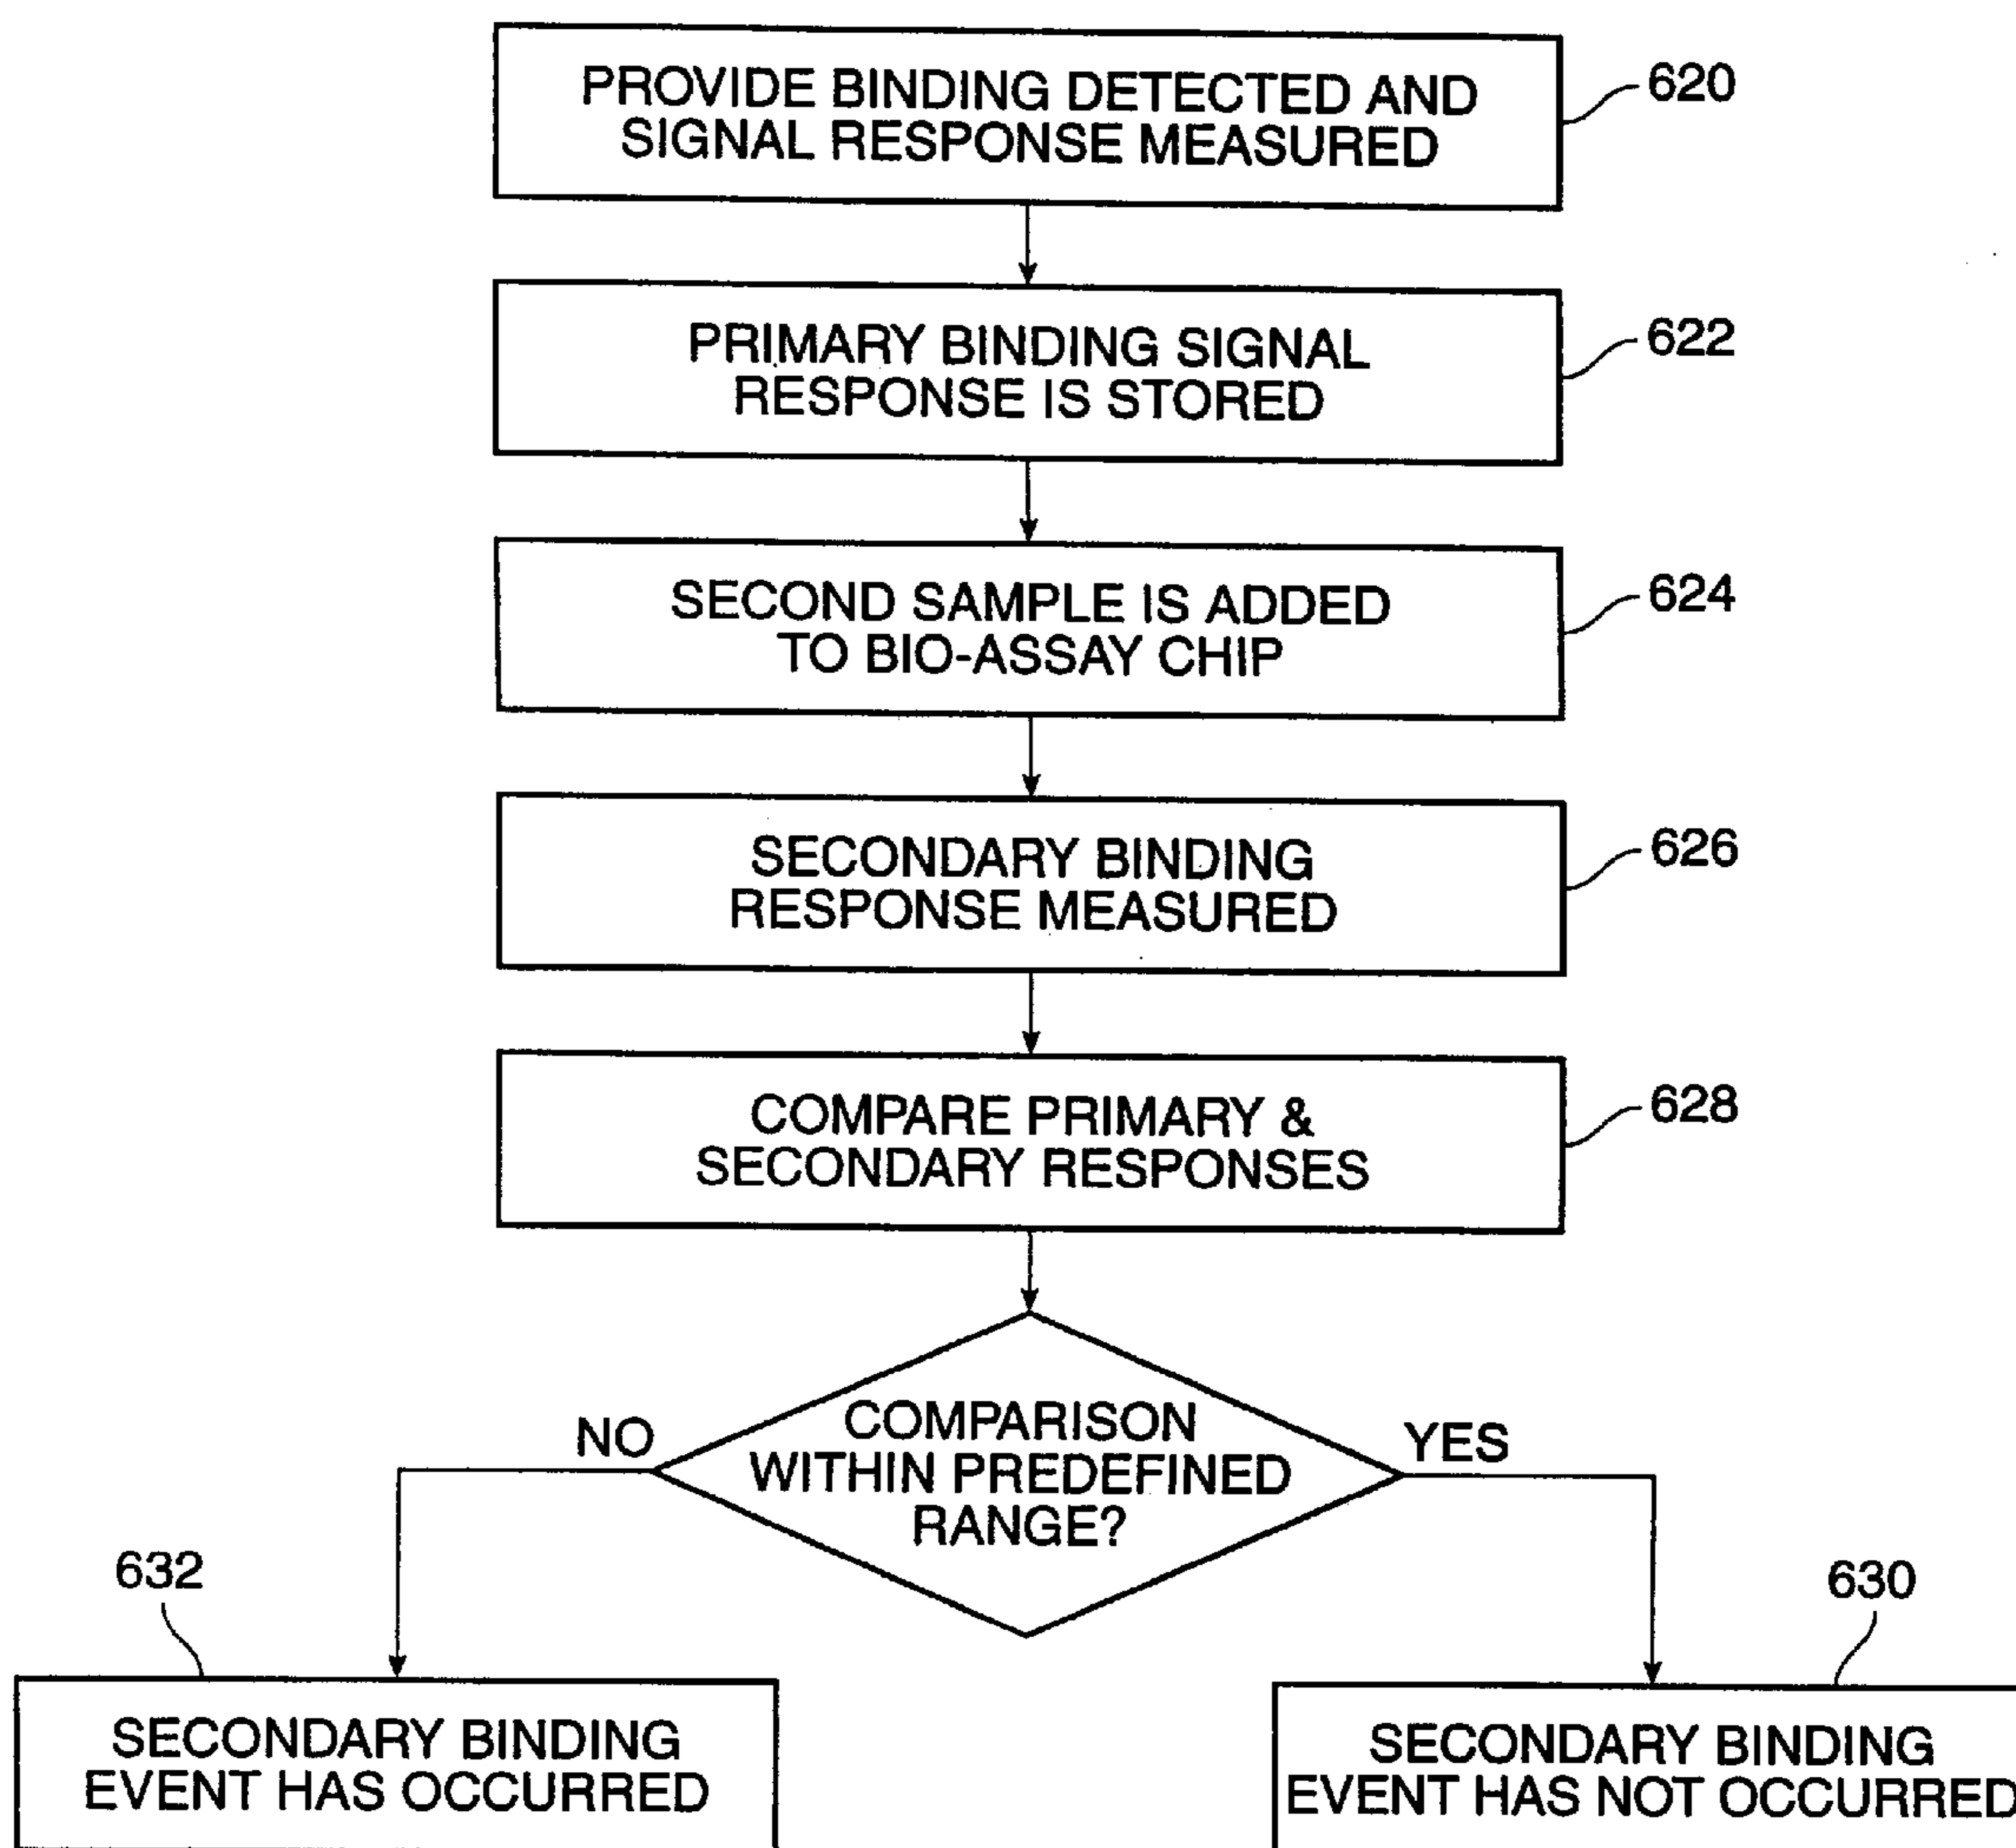 PROVIDE BINDING DETECTED AND
SIGNAL RESPONSE MEASURED
620
PRIMARY BINDING SIGNAL
RESPONSE IS STORED
622
SECOND SAMPLE IS ADDED
TO BIO-ASSAY CHIP
624
SECONDARY BINDING
RESPONSE MEASURED
626
COMPARE PRIMARY &
SECONDARY RESPONSES
628
COMPARISON
WITHIN PREDEFINED
RANGE?
NO
YES
632
SECONDARY BINDING
EVENT HAS OCCURRED
630
SECONDARY BINDING
EVENT HAS NOT OCCURRED